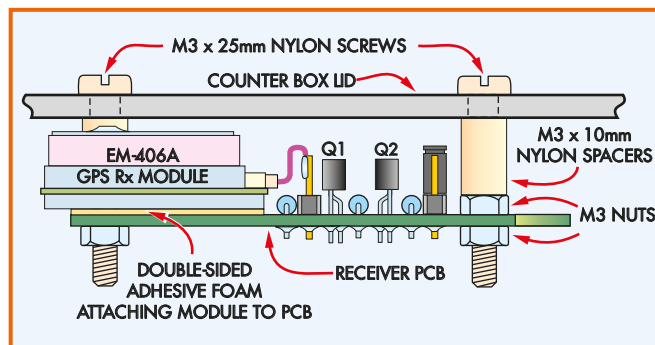 M3 x 25mm NYLON SCREWS
COUNTER BOX LID
EM-406A
GPS Rx MODULE
Q1
Q2
M3 x 10mm
NYLON SPACERS
M3 NUTS
DOUBLE-SIDED
ADHESIVE FOAM
ATTACHING MODULE TO PCB
RECEIVER PCB